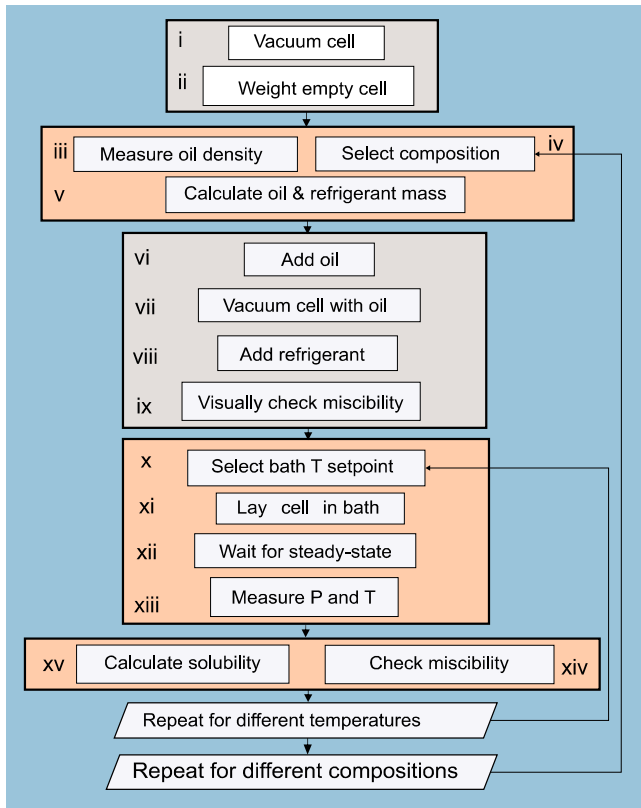 i Vacuum cell
ii Weight empty cell
iii Measure oil density Select composition iv
v Calculate oil & refrigerant mass
vi Add oil
vii Vacuum cell with oil
viii Add refrigerant
ix Visually check miscibility
x Select bath T setpoint
xi Lay cell in bath
xii Wait for steady-state
xiii Measure P and T
xv Calculate solubility Check miscibility xiv
Repeat for different temperatures
Repeat for different compositions